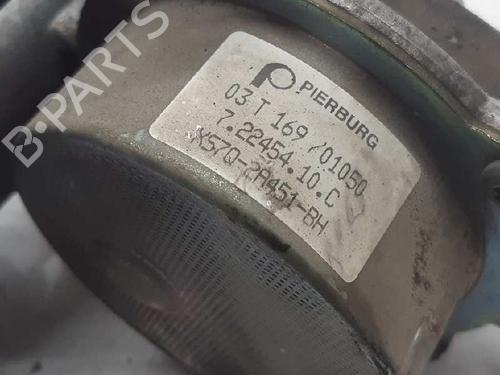 B-PARTS
PIERBURG
03 T 169 /01050
7.22454.10.C
XS7Q-2A451-BH